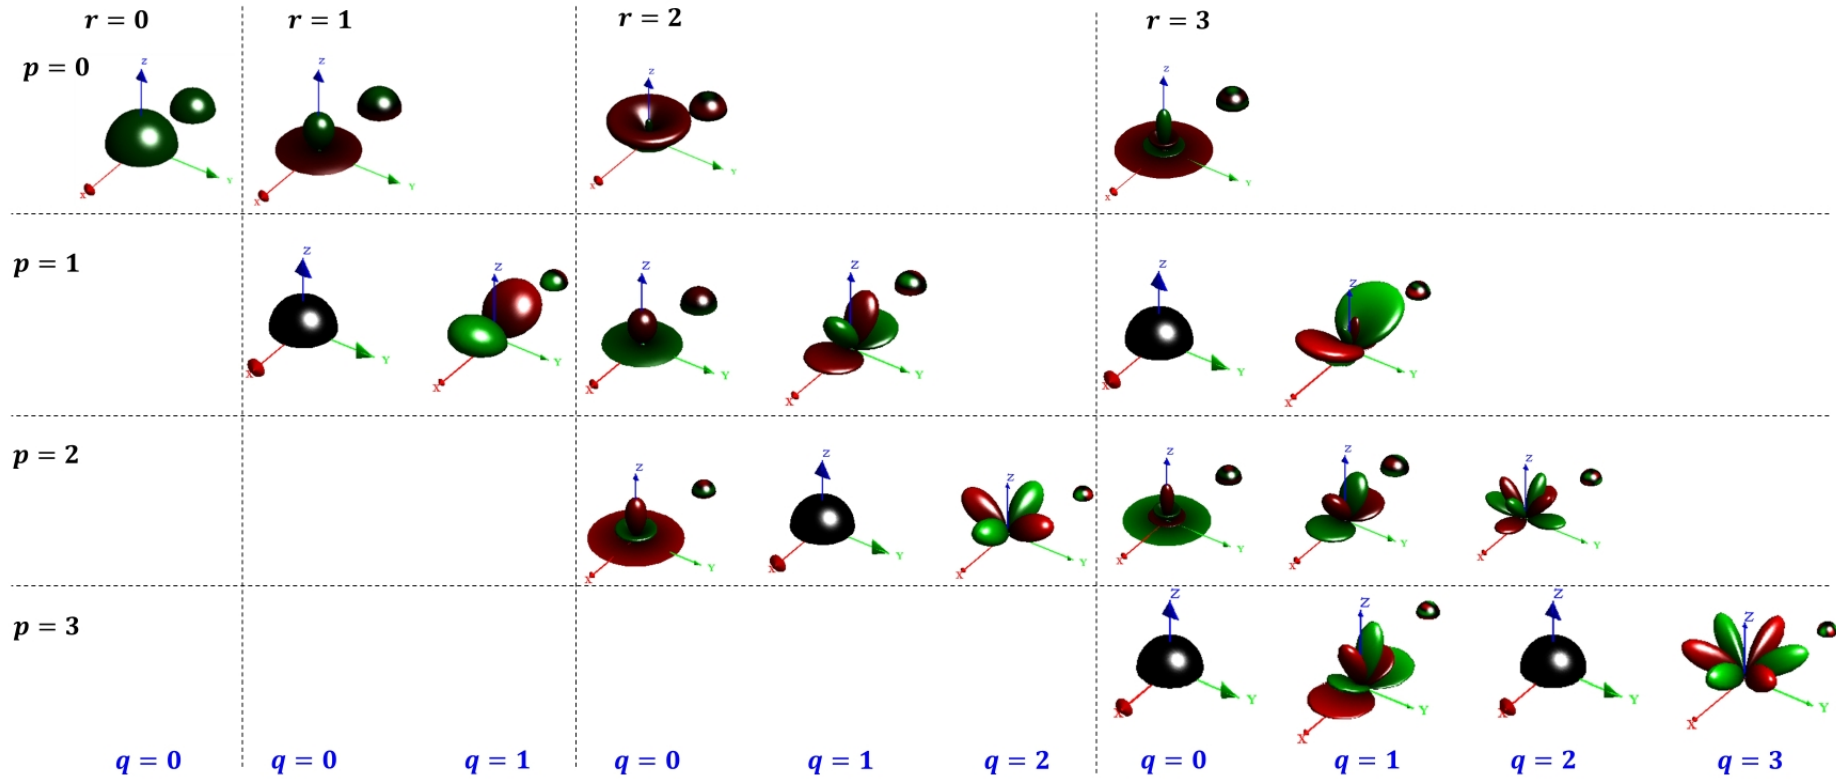 r = 0
r = 1
r = 2
r = 3
p = 0
z
x
Y
z
x
Y
z
x
Y
z
x
Y
p = 1
z
x
Y
z
x
Y
z
x
Y
z
x
Y
z
x
Y
z
x
Y
p = 2
z
x
Y
z
x
Y
z
x
Y
z
x
Y
z
x
Y
z
x
Y
p = 3
z
x
Y
z
x
Y
z
x
Y
z
x
Y
q = 0
q = 0
q = 1
q = 0
q = 1
q = 2
q = 0
q = 1
q = 2
q = 3